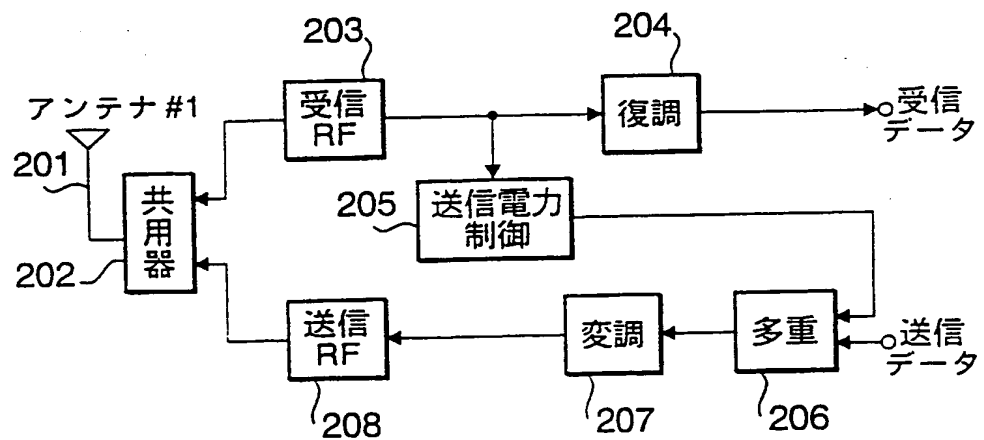 203
204
アンテナ #1
受信
RF
復調
受信
データ
201
共
用
器
205
送信電力
制御
202
送信
RF
変調
多重
送信
データ
208
207
206